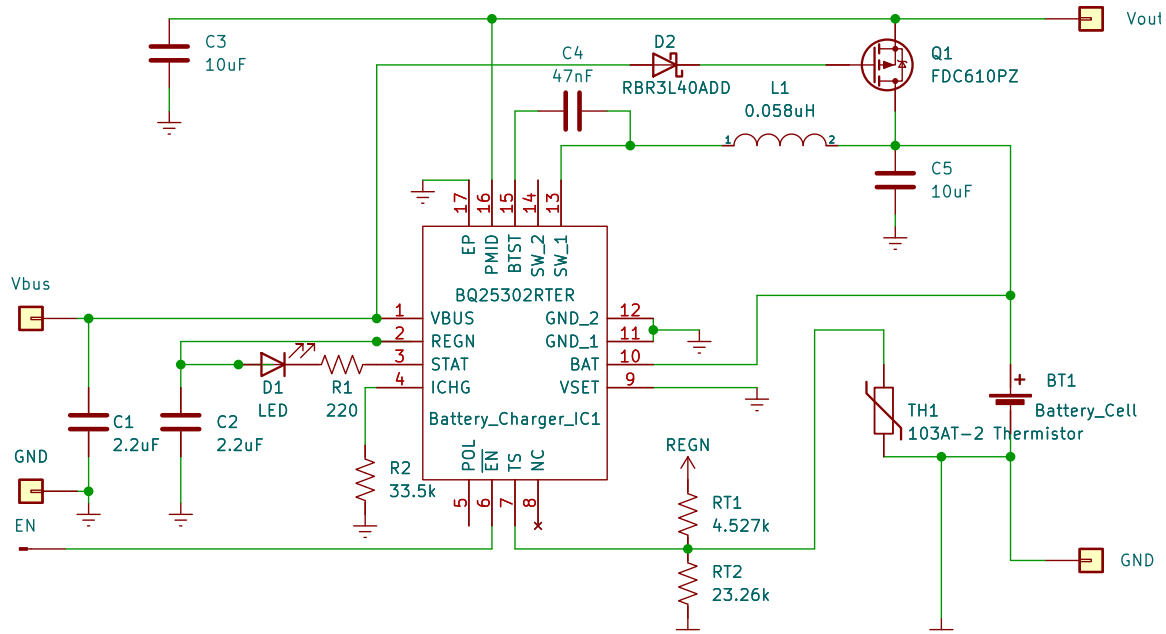 C3
10uF
C4
47nF
D2
RBR3L40ADD
L1
0.058uH
1
2
Q1
FDC610PZ
Vout
C5
10uF
17
16
15
14
13
EP
PMID
BTST
SW_2
SW_1
BQ25302RTER
Vbus
1
VBUS
2
REGN
3
STAT
4
ICHG
GND_2
12
GND_1
11
BAT
10
VSET
9
Battery_Charger_IC1
D1
LED
R1
220
C1
2.2uF
C2
2.2uF
GND
EN
R2
33.5k
POL
EN
TS
NC
5
6
7
8
REGN
RT1
4.527k
RT2
23.26k
TH1
103AT-2 Thermistor
+
BT1
Battery_Cell
GND